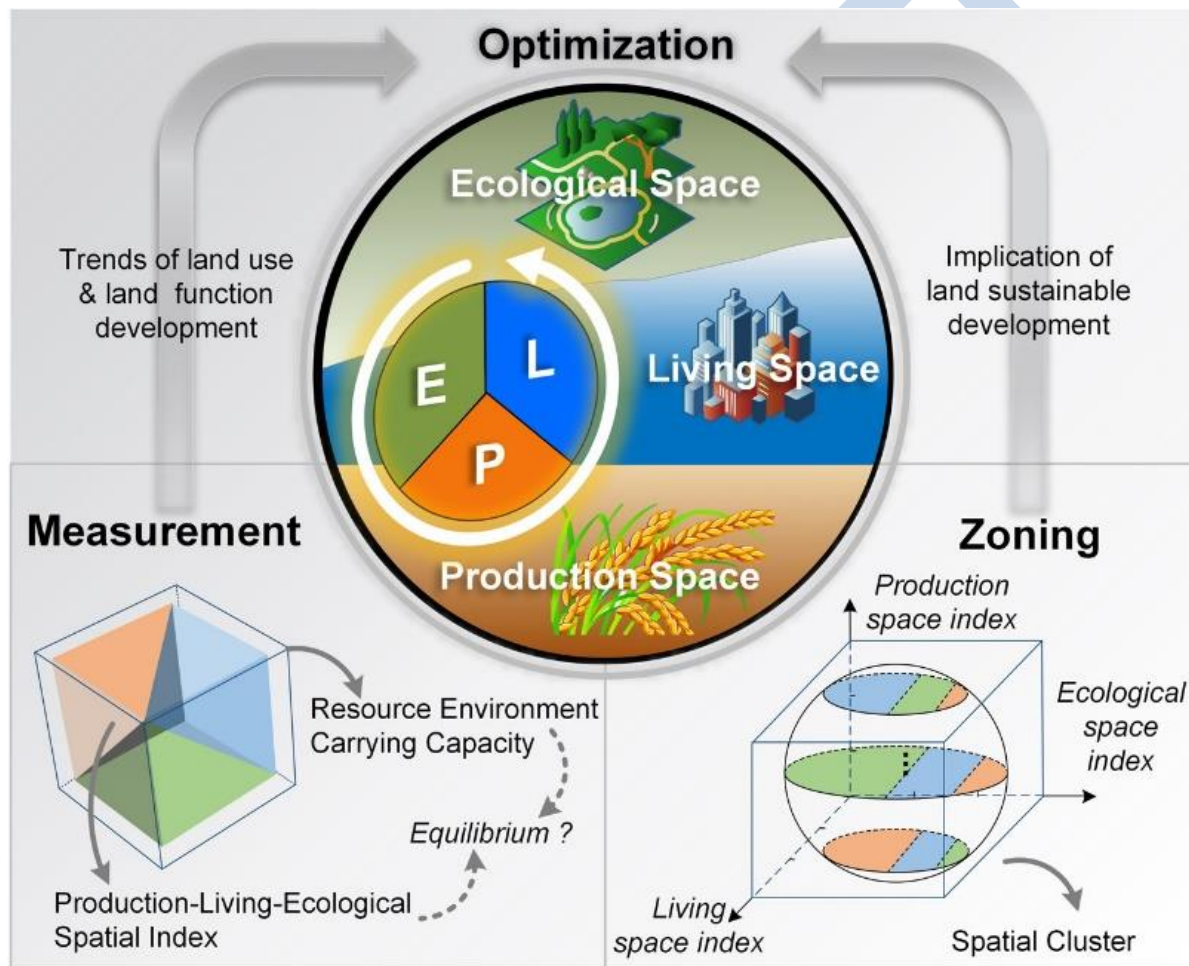 Optimization
Ecological Space
Trends of land use
& land function
development
Implication of
land sustainable
development
Living Space
E
L
P
Production Space
Measurement
Resource Environment
Carrying Capacity
Equilibrium ?
Production-Living-Ecological
Spatial Index
Zoning
Production
space index
Ecological
space
index
Living
space index
Spatial Cluster